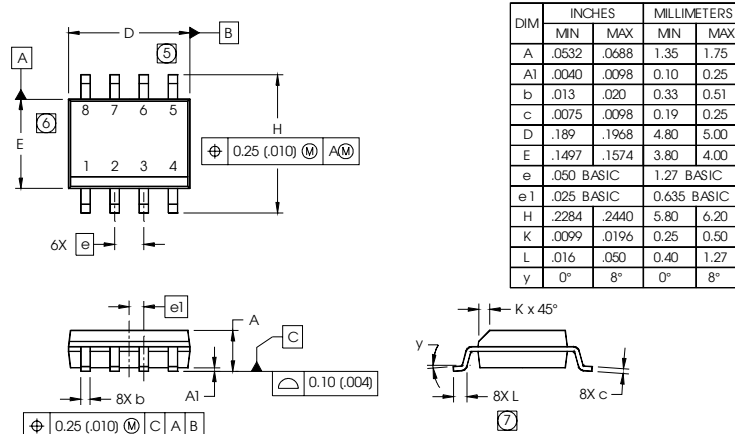 D
B
5
A
8 7 6 5
6
E
H
⌖ 0.25 (.010) Ⓜ AⓂ
1 2 3 4
6X e
e1
A
C
8X b
A1
⌓ 0.10 (.004)
⌖ 0.25 (.010) Ⓜ C A B
DIM INCHES MILLIMETERS
MIN MAX MIN MAX
A .0532 .0688 1.35 1.75
A1 .0040 .0098 0.10 0.25
b .013 .020 0.33 0.51
c .0075 .0098 0.19 0.25
D .189 .1968 4.80 5.00
E .1497 .1574 3.80 4.00
e .050 BASIC 1.27 BASIC
e1 .025 BASIC 0.635 BASIC
H .2284 .2440 5.80 6.20
K .0099 .0196 0.25 0.50
L .016 .050 0.40 1.27
y 0° 8° 0° 8°
K x 45°
y
8X L
8X c
7